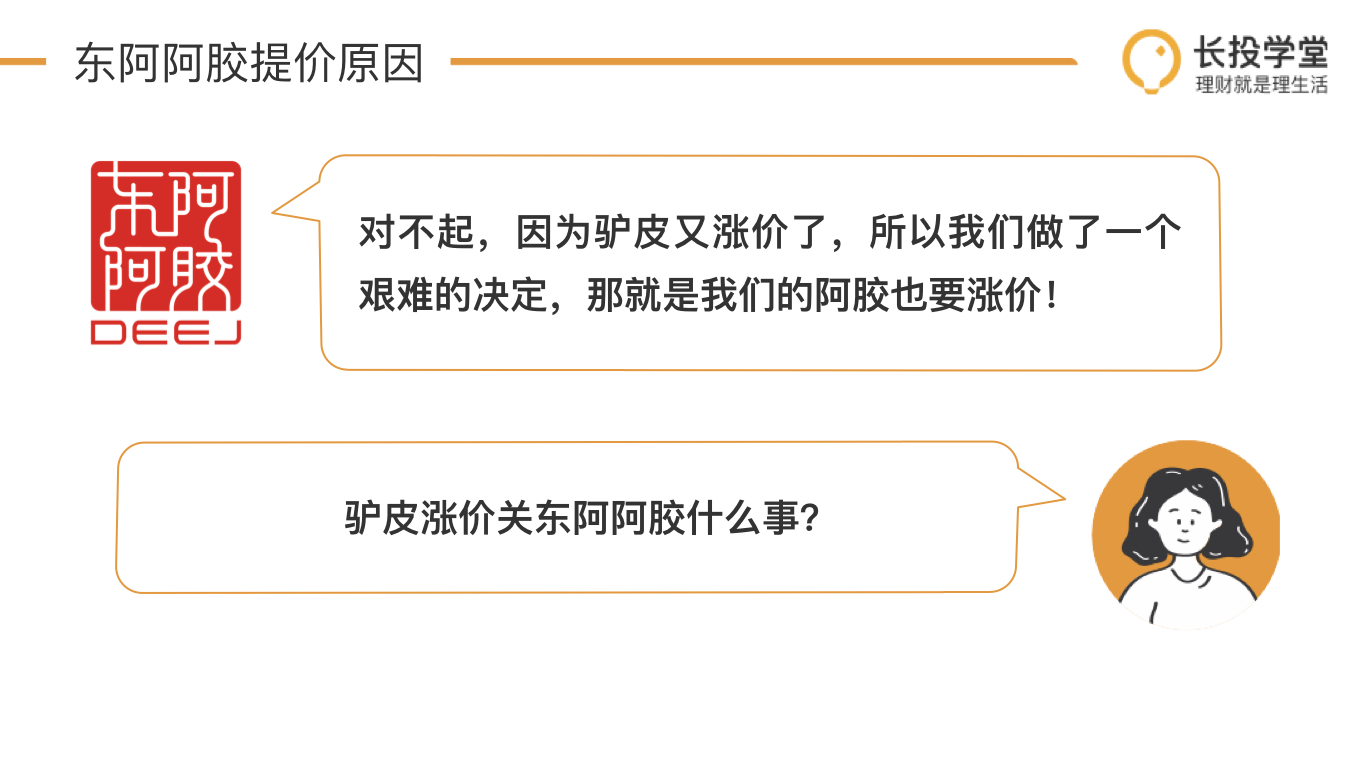 东阿阿胶提价原因
长投学堂
理财就是理生活
东阿
阿胶
DEEJ
对不起，因为驴皮又涨价了，所以我们做了一个
艰难的决定，那就是我们的阿胶也要涨价！
驴皮涨价关东阿阿胶什么事？